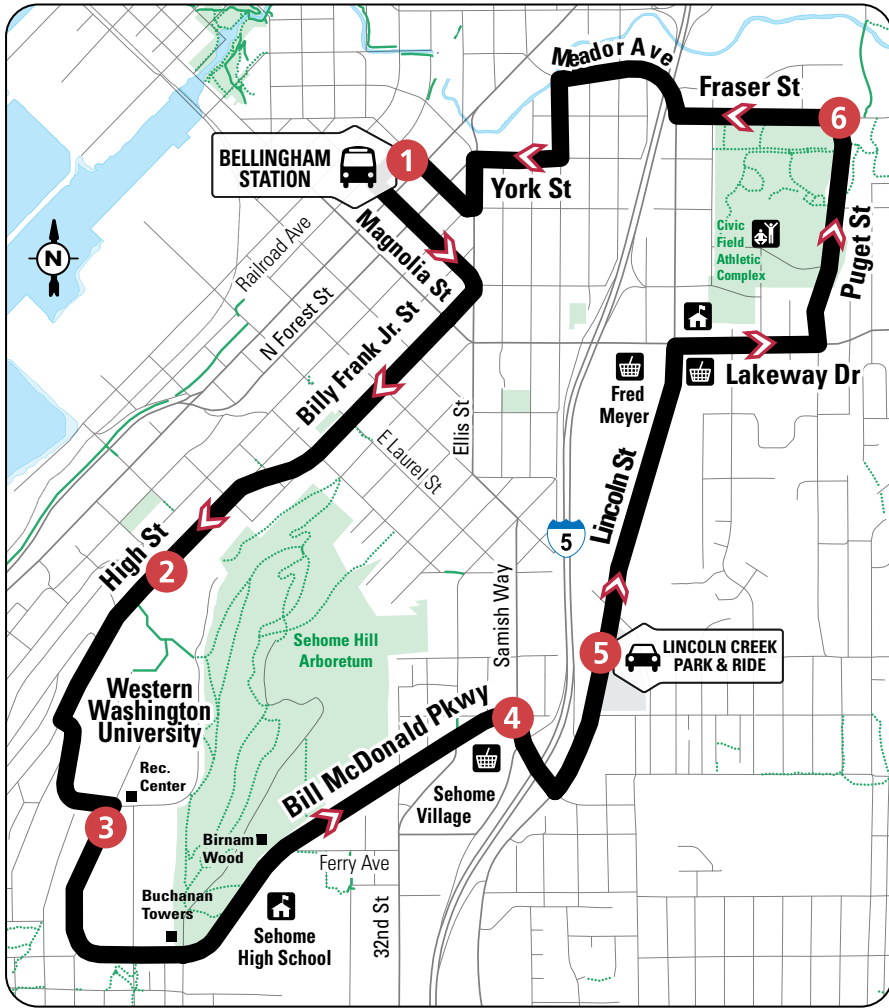 Meador Ave
Fraser St
6
1
BELLINGHAM
STATION
York St
N
Railroad Ave
Magnolia St
Civic
Field
Athletic
Complex
Puget St
N Forest St
Billy Frank Jr. St
Lakeway Dr
Fred
Meyer
Ellis St
E Laurel St
Lincoln St
5
High St
2
Samish Way
Sehome Hill
Arboretum
5
LINCOLN CREEK
PARK & RIDE
Western
Washington
University
Bill McDonald Pkwy
4
Rec.
Center
Sehome
Village
3
Birnam
Wood
Ferry Ave
Buchanan
Towers
32nd St
Sehome
High School